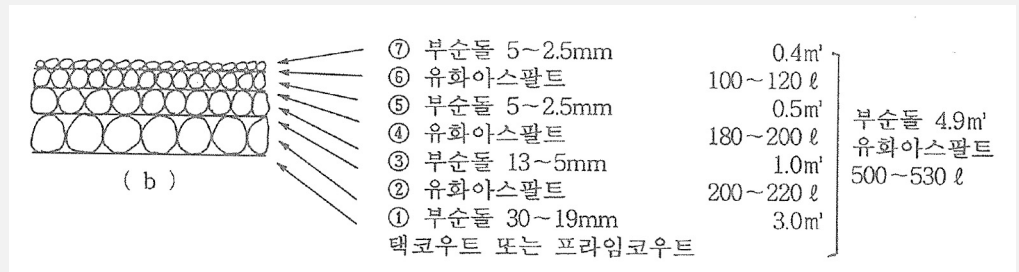 ⑦ 부순돌 5~2.5mm 0.4㎥
⑥ 유화아스팔트 100~120ℓ
⑤ 부순돌 5~2.5mm 0.5㎥
④ 유화아스팔트 180~200ℓ
③ 부순돌 13~5mm 1.0㎥
② 유화아스팔트 200~220ℓ
① 부순돌 30~19mm 3.0㎥
택코우트 또는 프라임코우트
부순돌 4.9㎥
유화아스팔트
500~530ℓ
( b )